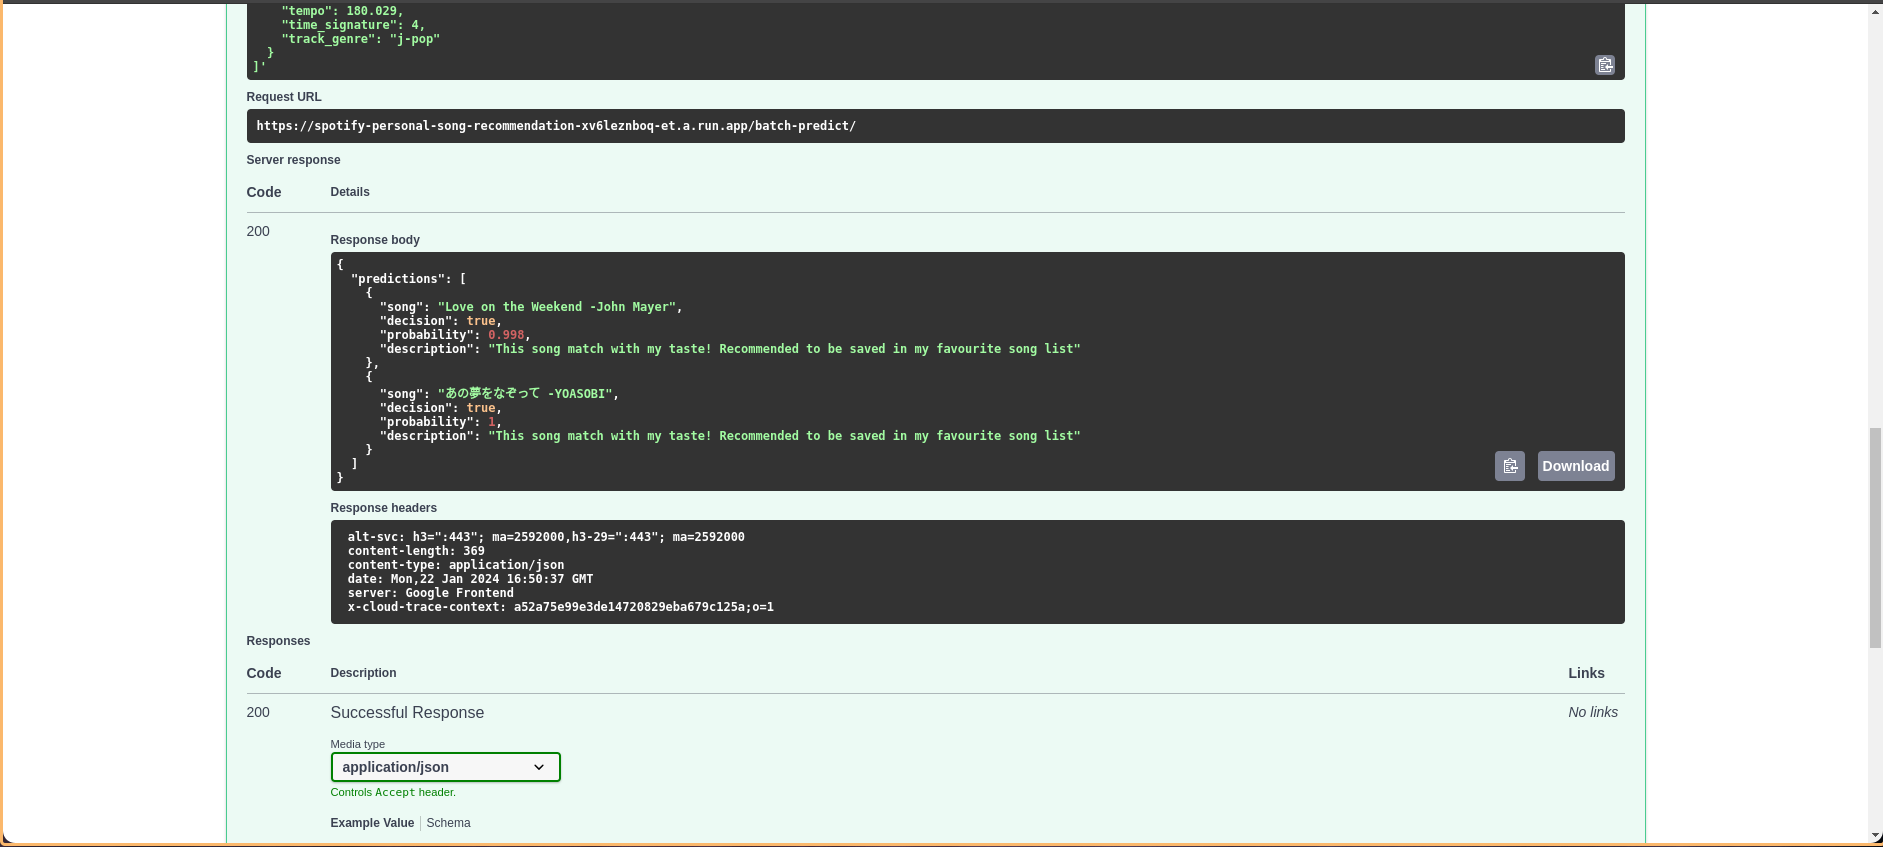 "tempo": 180.029,
"time_signature": 4,
"track_genre": "j-pop"
}
]'
Request URL
https://spotify-personal-song-recommendation-xv6leznboq-et.a.run.app/batch-predict/
Server response
Code Details
200
Response body
{
"predictions": [
{
"song": "Love on the Weekend -John Mayer",
"decision": true,
"probability": 0.998,
"description": "This song match with my taste! Recommended to be saved in my favourite song list"
},
{
"song": "あの夢をなぞって -YOASOBI",
"decision": true,
"probability": 1,
"description": "This song match with my taste! Recommended to be saved in my favourite song list"
}
]
}
Download
Response headers
alt-svc: h3=":443"; ma=2592000,h3-29=":443"; ma=2592000
content-length: 369
content-type: application/json
date: Mon,22 Jan 2024 16:50:37 GMT
server: Google Frontend
x-cloud-trace-context: a52a75e99e3de14720829eba679c125a;o=1
Responses
Code Description Links
200 Successful Response No links
Media type
application/json
Controls Accept header.
Example Value Schema